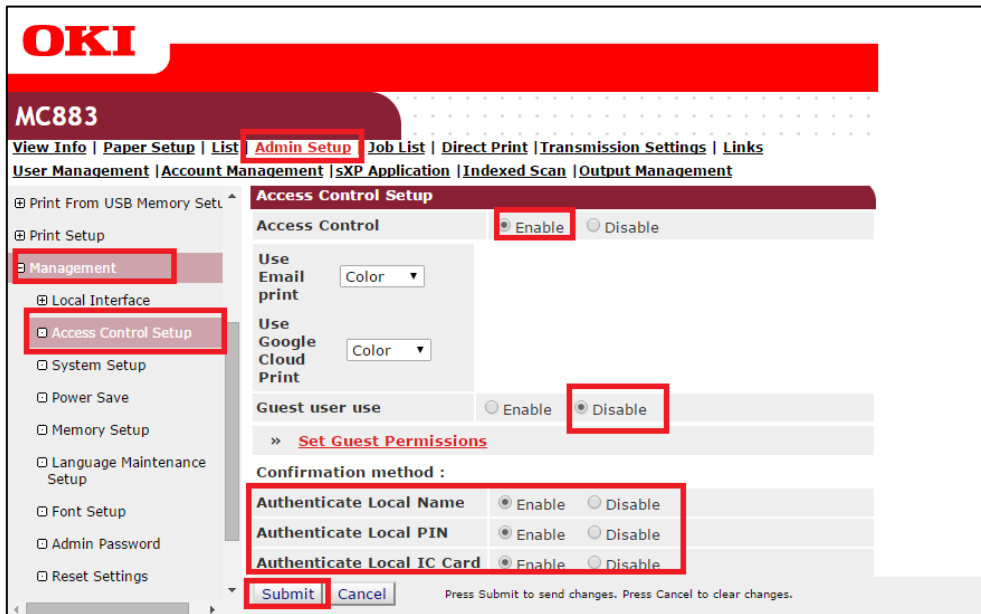 OKI
MC883
View Info | Paper Setup | List | Admin Setup | Job List | Direct Print |Transmission Settings | Links
User Management |Account Management |sXP Application |Indexed Scan |Output Management
Print From USB Memory Setu
Print Setup
Management
Local Interface
Access Control Setup
System Setup
Power Save
Memory Setup
Language Maintenance
Setup
Font Setup
Admin Password
Reset Settings
Access Control Setup
Access Control Enable Disable
Use
Email Color
print
Use
Google
Cloud Color
Print
Guest user use Enable Disable
» Set Guest Permissions
Confirmation method :
Authenticate Local Name Enable Disable
Authenticate Local PIN Enable Disable
Authenticate Local IC Card Enable Disable
Submit Cancel Press Submit to send changes. Press Cancel to clear changes.